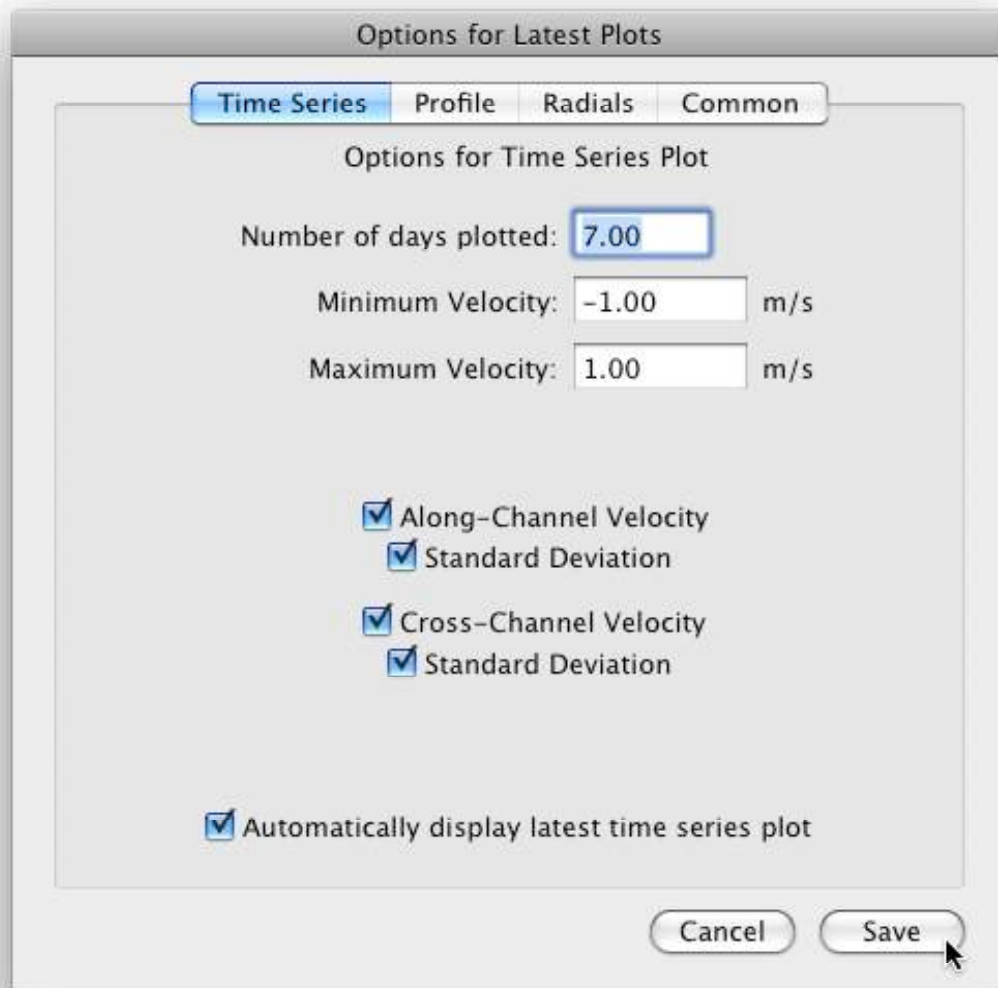 Options for Latest Plots
Time Series Profile Radials Common
Options for Time Series Plot
Number of days plotted: 7.00
Minimum Velocity: -1.00 m/s
Maximum Velocity: 1.00 m/s
Along-Channel Velocity
Standard Deviation
Cross-Channel Velocity
Standard Deviation
Automatically display latest time series plot
Cancel Save